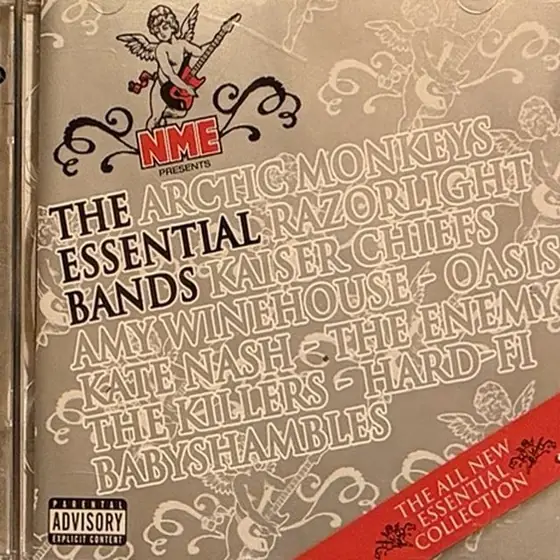 NME
PRESENTS
THE ARCTIC MONKEYS
ESSENTIAL RAZORLIGHT
BANDS KAISER CHIEFS
AMY WINEHOUSE - OASIS
KATE NASH - THE ENEMY
THE KILLERS - HARD-FI
BABYSHAMBLES
THE ALL NEW
ESSENTIAL
COLLECTION
PARENTAL
ADVISORY
EXPLICIT CONTENT